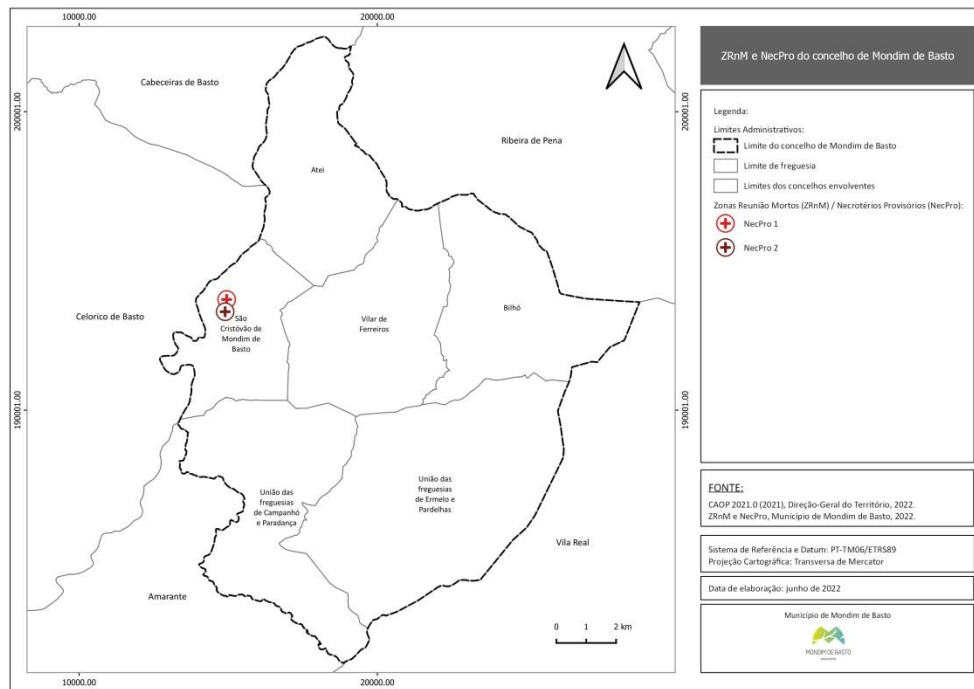 10000.00
20000.00
200001.00
200001.00
190001.00
190001.00
Cabeceiras de Basto
Ribeira de Pena
Atei
Celorico de Basto
São
Cristóvão de
Mondim de
Basto
Vilar de
Ferreiros
Bilhó
União das
freguesias
de Campanhó
e Paradança
União das
freguesias
de Ermelo e
Pardelhas
Vila Real
Amarante
0 1 2 km
10000.00
20000.00
ZRnM e NecPro do concelho de Mondim de Basto
Legenda:
Limites Administrativos:
Limite do concelho de Mondim de Basto
Limite de freguesia
Limites dos concelhos envolventes
Zonas Reunião Mortos (ZRnM) / Necrotérios Provisórios (NecPro):
NecPro 1
NecPro 2
FONTE:
CAOP 2021.0 (2021), Direção-Geral do Território, 2022.
ZRnM e NecPro, Município de Mondim de Basto, 2022.
Sistema de Referência e Datum: PT-TM06/ETRS89
Projeção Cartográfica: Transversa de Mercator
Data de elaboração: junho de 2022
Município de Mondim de Basto
MONDIM DE BASTO